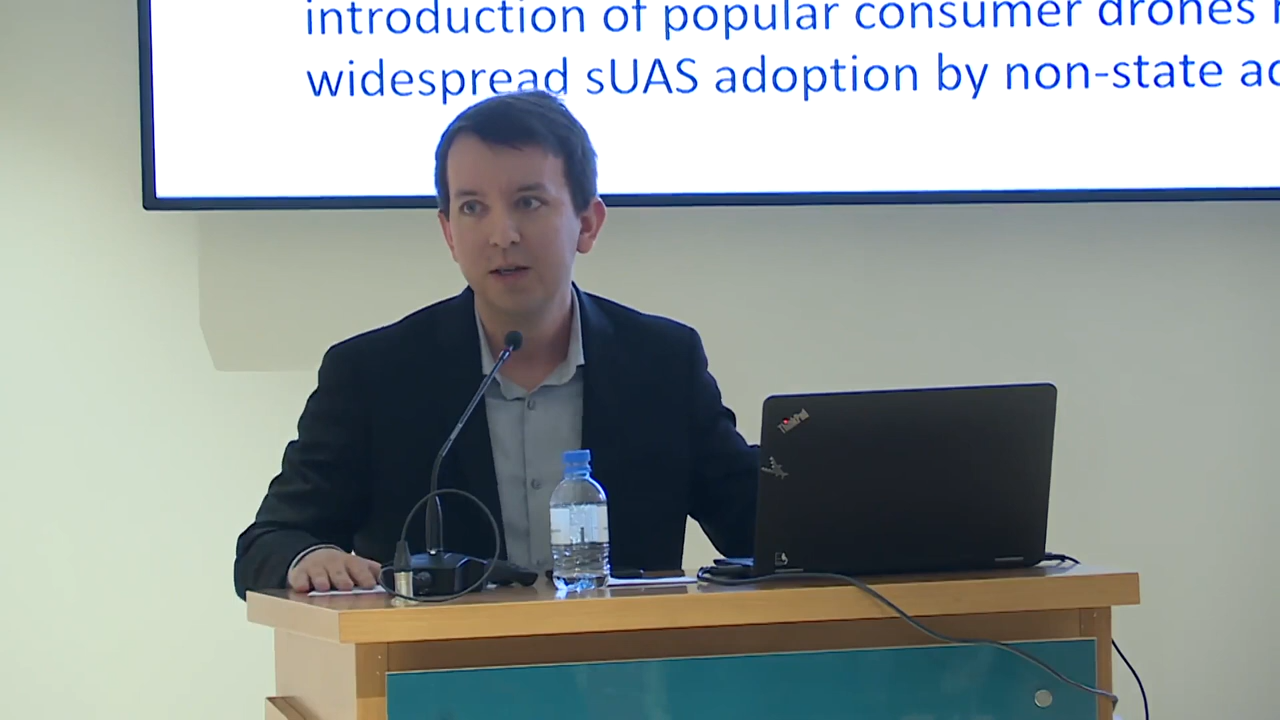 introduction of popular consumer drones
widespread sUAS adoption by non-state
ThinkPad